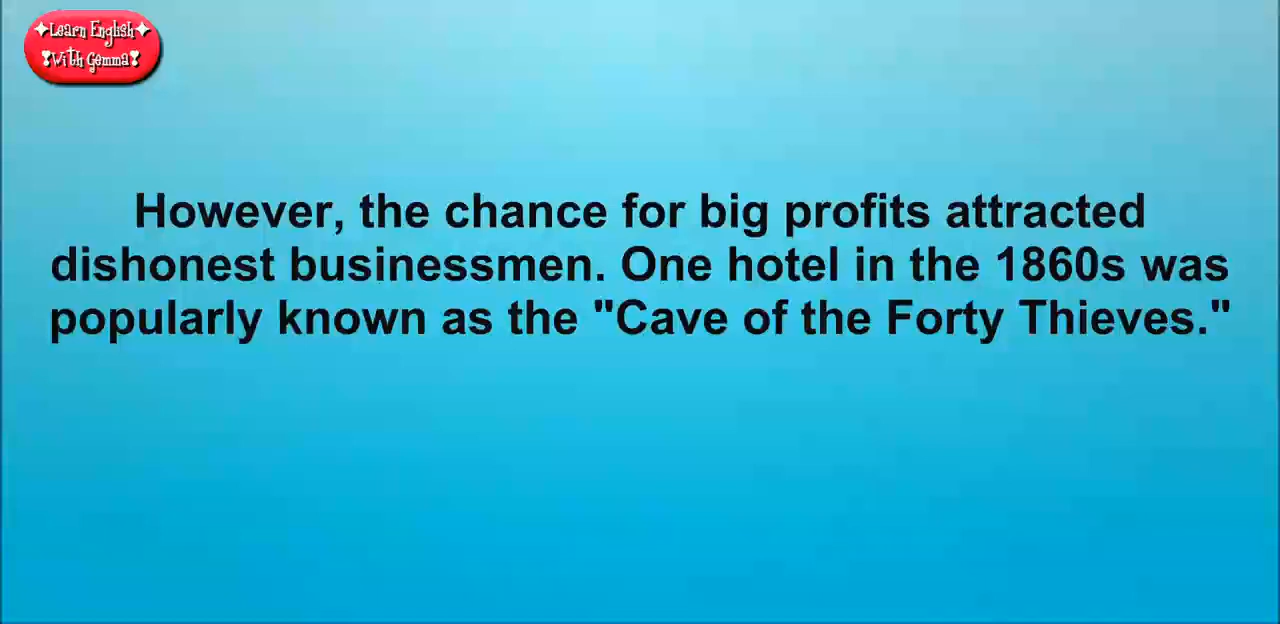 ✦Learn English✦
❣With Gemma❣
However, the chance for big profits attracted
dishonest businessmen. One hotel in the 1860s was
popularly known as the "Cave of the Forty Thieves."